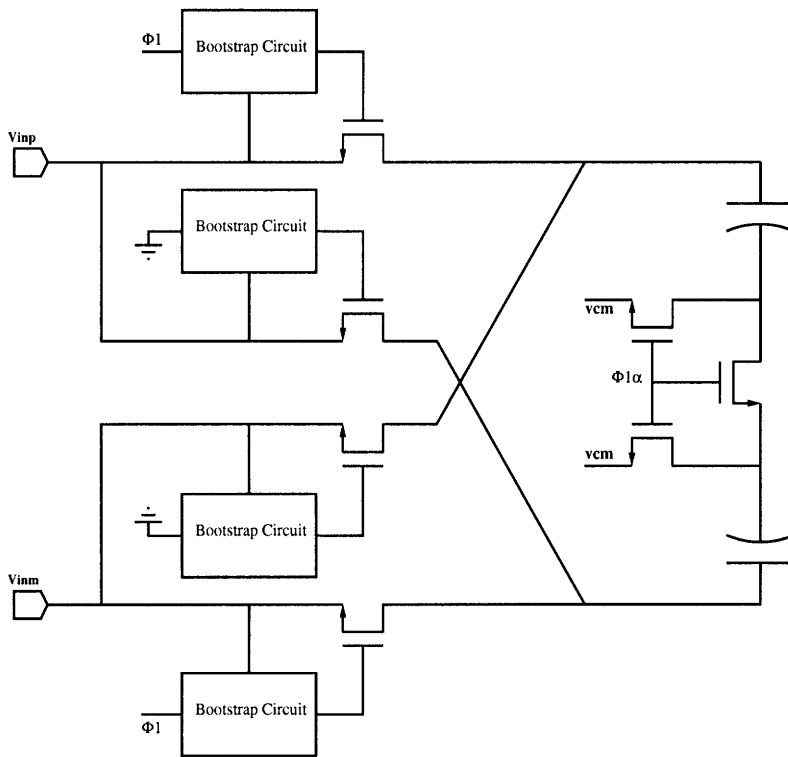 Φ1
Bootstrap Circuit
Vinp
Bootstrap Circuit
vcm
Φ1α
vcm
Bootstrap Circuit
Vinm
Bootstrap Circuit
Φ1